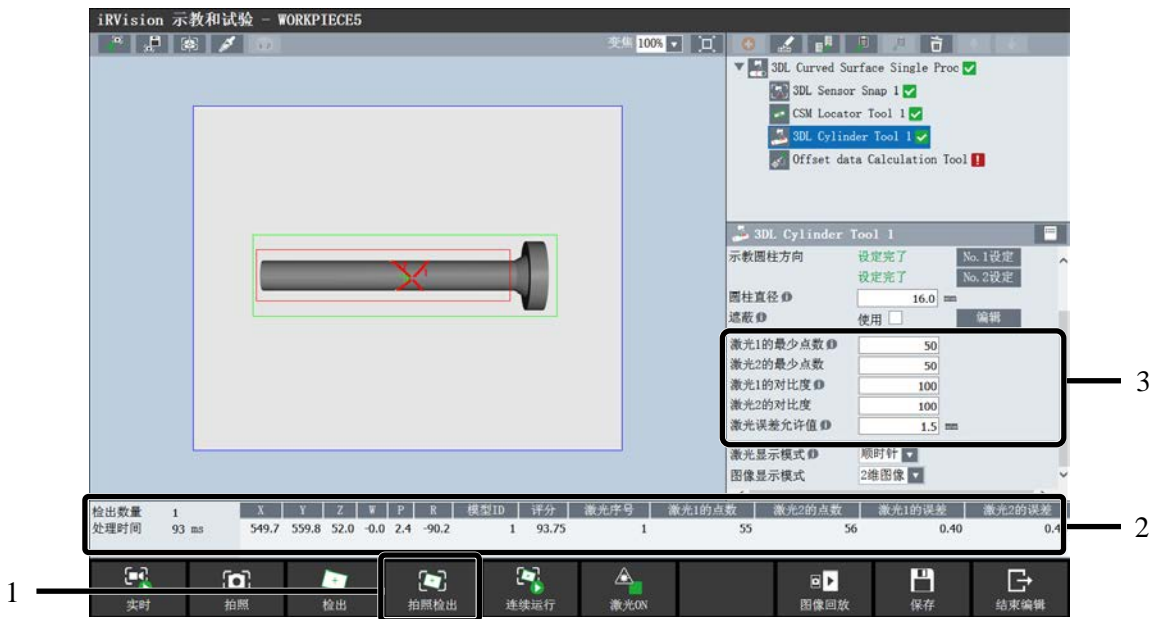 iRVision 示教和试验 - WORKPIECE5
变焦 100%
3DL Curved Surface Single Proc
3DL Sensor Snap 1
CSM Locator Tool 1
3DL Cylinder Tool 1
Offset data Calculation Tool
3DL Cylinder Tool 1
示教圆柱方向 设定完了 No.1设定
设定完了 No.2设定
圆柱直径 16.0 mm
遮蔽 使用 编辑
激光1的最少点数 50
激光2的最少点数 50
激光1的对比度 100
激光2的对比度 100
激光误差允许值 1.5 mm
3
激光显示模式 顺时针
图像显示模式 2维图像
检出数量 1 X Y Z W P R 模型ID 评分 激光序号 激光1的点数 激光2的点数 激光1的误差 激光2的误差
处理时间 93 ms 549.7 559.8 52.0 -0.0 2.4 -90.2 1 93.75 1 55 56 0.40 0.4
2
1
实时 拍照 检出 拍照检出 连续运行 激光ON 图像回放 保存 结束编辑